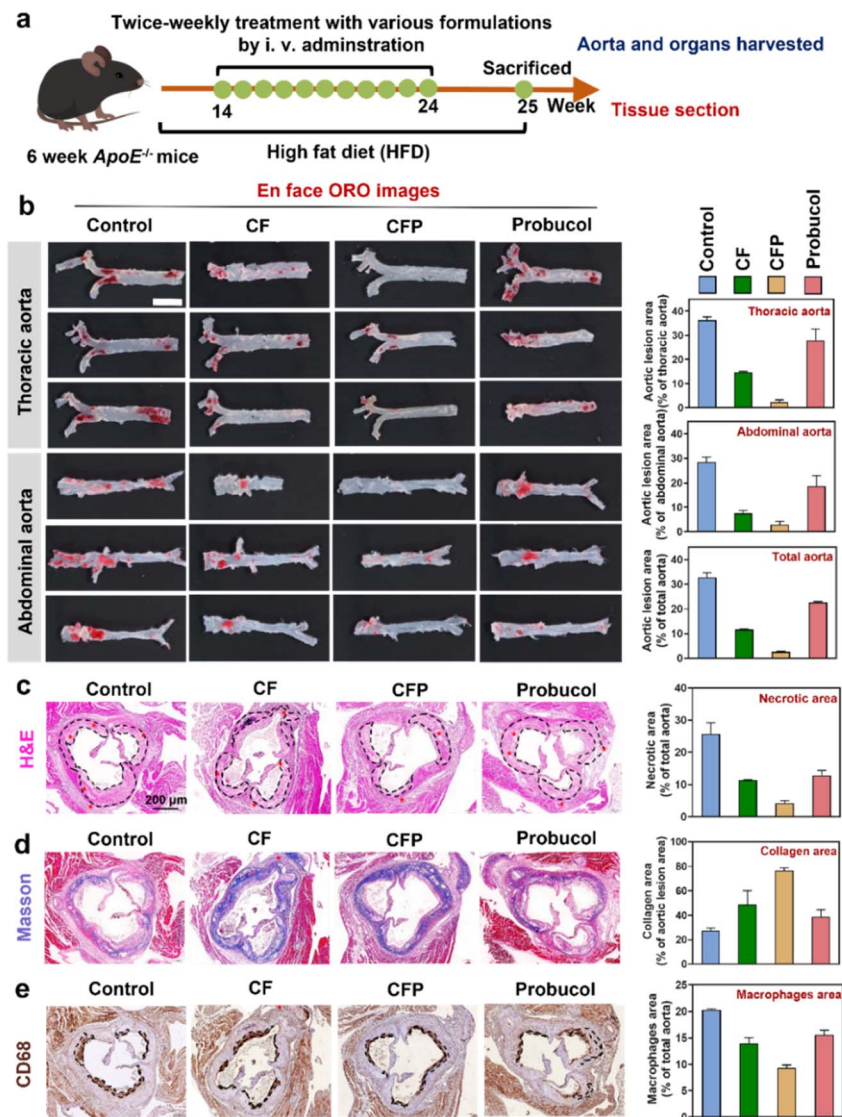 a
Twice-weekly treatment with various formulations
by i. v. adminstration
Aorta and organs harvested
Sacrificed
14
24
25
Week
Tissue section
6 week ApoE-/- mice
High fat diet (HFD)
b
En face ORO images
Control
CF
CFP
Probucol
Thoracic aorta
Abdominal aorta
Control
CF
CFP
Probucol
Aortic lesion area
(% of thoracic aorta)
40
30
20
10
0
Thoracic aorta
Aortic lesion area
(% of abdominal aorta)
40
30
20
10
0
Abdominal aorta
Aortic lesion area
(% of total aorta)
40
30
20
10
0
Total aorta
c
Control
CF
CFP
Probucol
H&E
200 µm
Necrotic area
(% of total aorta)
40
30
20
10
0
Necrotic area
d
Control
CF
CFP
Probucol
Masson
Collagen area
(% of aortic lesion area)
100
80
60
40
20
0
Collagen area
e
Control
CF
CFP
Probucol
CD68
Macrophages area
(% of total aorta)
25
20
15
10
5
0
Macrophages area